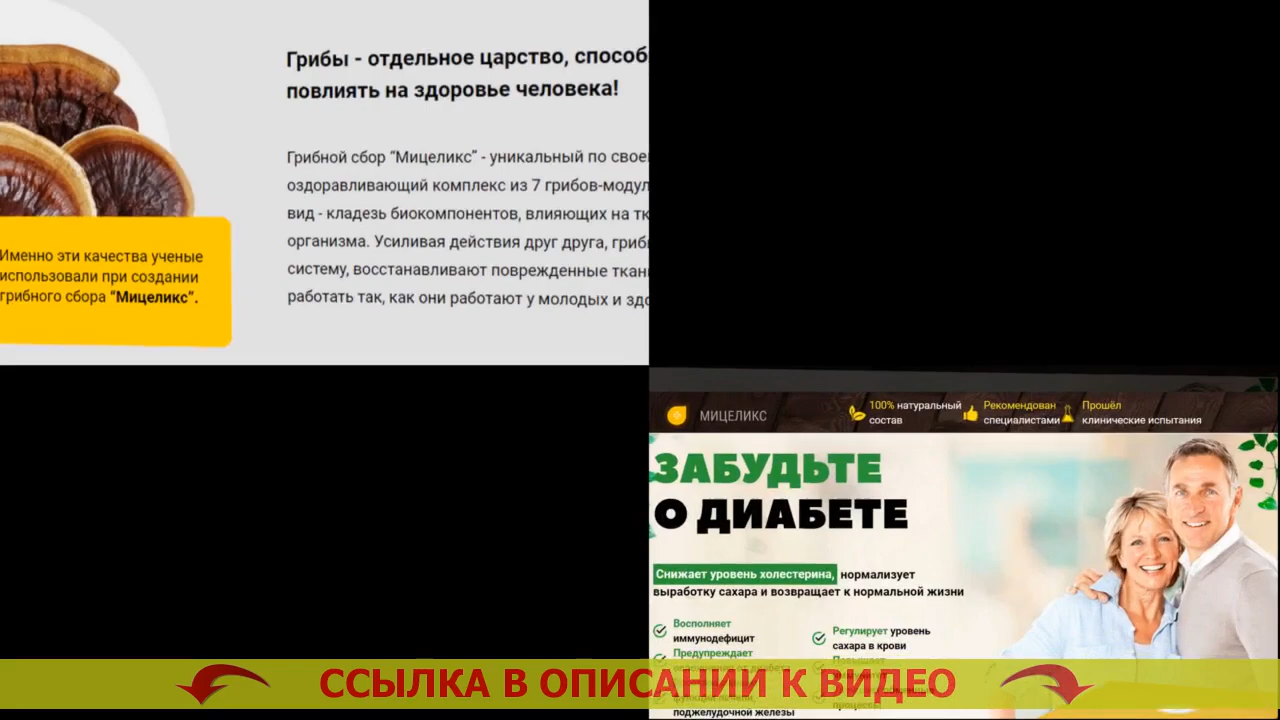 Грибы - отдельное царство, способ
повлиять на здоровье человека!
Грибной сбор “Мицеликс” - уникальный по свое
оздоравливающий комплекс из 7 грибов-модул
вид - кладезь биокомпонентов, влияющих на тк
организма. Усиливая действия друг друга, гриб
систему, восстанавливают поврежденные ткан
работать так, как они работают у молодых и здо
Именно эти качества ученые
использовали при создании
грибного сбора “Мицеликс”.
МИЦЕЛИКС
100% натуральный
состав
Рекомендован
специалистами
Прошёл
клинические испытания
ЗАБУДЬТЕ
О ДИАБЕТЕ
Снижает уровень холестерина, нормализует
выработку сахара и возвращает к нормальной жизни
Восполняет
иммунодефицит
Регулирует уровень
сахара в крови
Предупреждает
поджелудочной железы
ССЫЛКА В ОПИСАНИИ К ВИДЕО